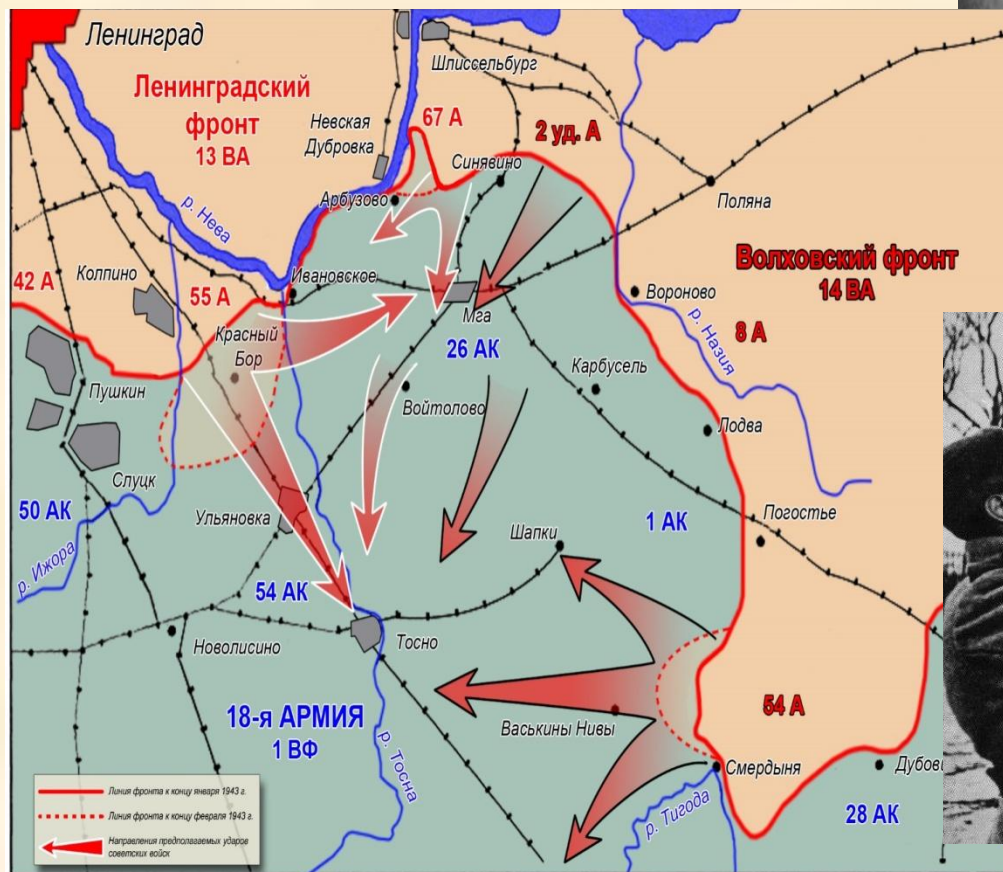 Ленинград
Ленинградский
фронт
13 ВА
Шлиссельбург
67 А
2 уд. А
Невская
Дубровка
Синявино
Арбузово
Поляна
р. Нева
42 А
Колпино
55 А
Ивановское
Волховский фронт
14 ВА
Вороново
р. Назия
8 А
Красный
Бор
Мга
26 АК
Карбусель
Пушкин
Войтолово
Лодва
Слуцк
50 АК
р. Ижора
Ульяновка
Шапки
1 АК
Погостье
54 АК
Новолисино
Тосно
18-я АРМИЯ
1 ВФ
р. Тосна
Васькины Нивы
54 А
Смердыня
р. Тигода
28 АК
Линия фронта к концу января 1943 г.
Линия фронта к концу февраля 1943 г.
Направления предполагаемых ударов
советских войск